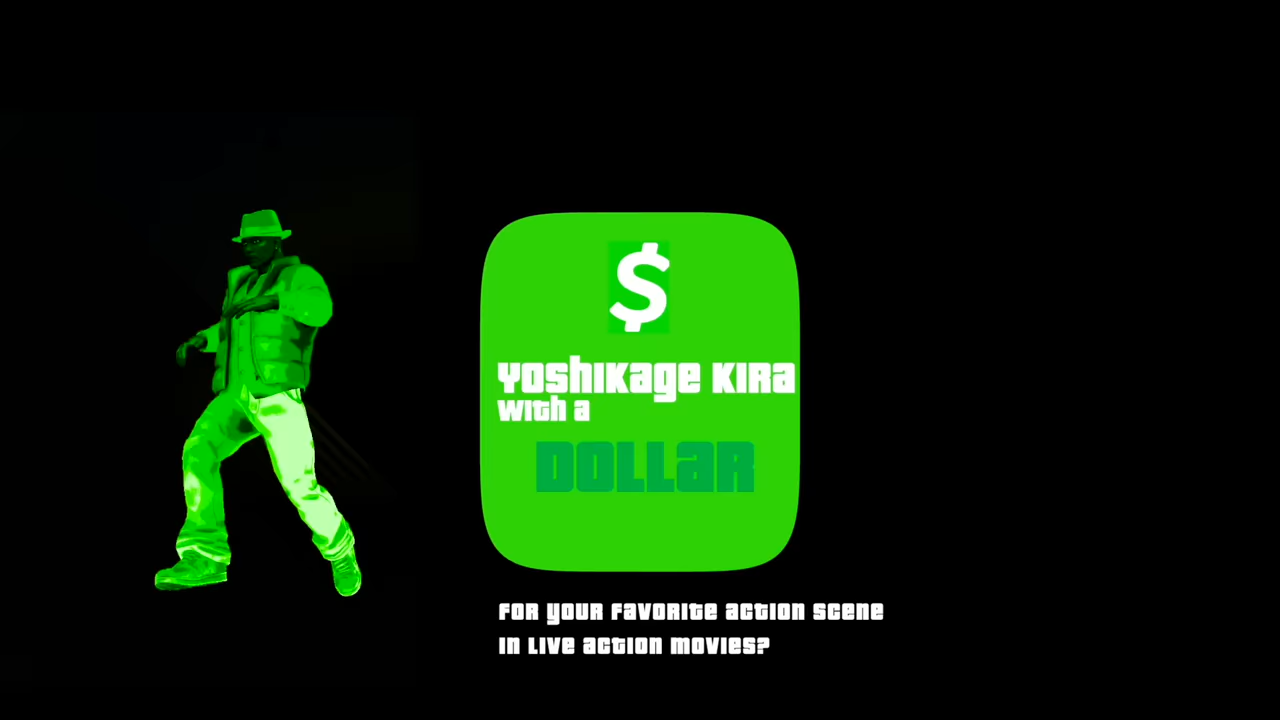 $
Yoshikage Kira
with a
DOLLaR
FOR YOUR FAVORITE ACTION SCENE
IN LIVE ACTION MOVIES?